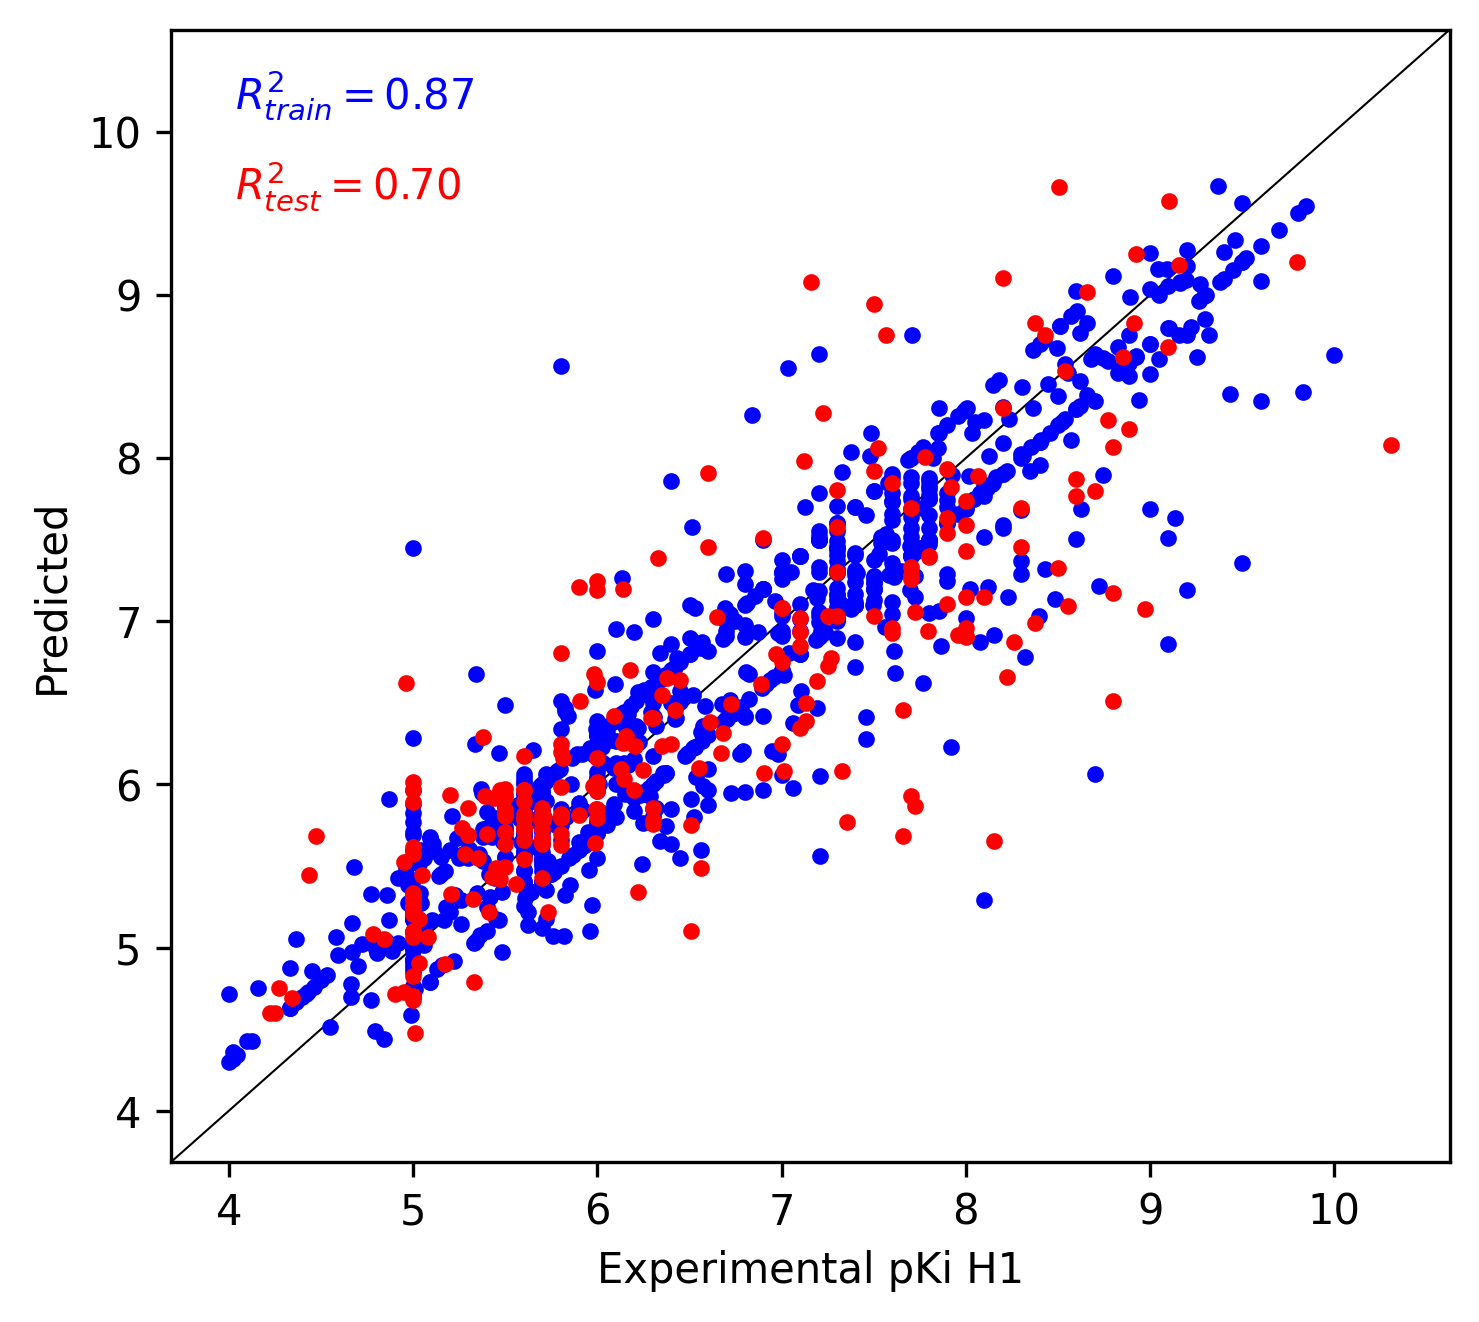 R²train = 0.87
R²test = 0.70
10
9
8
7
6
5
4
Predicted
4 5 6 7 8 9 10
Experimental pKi H1